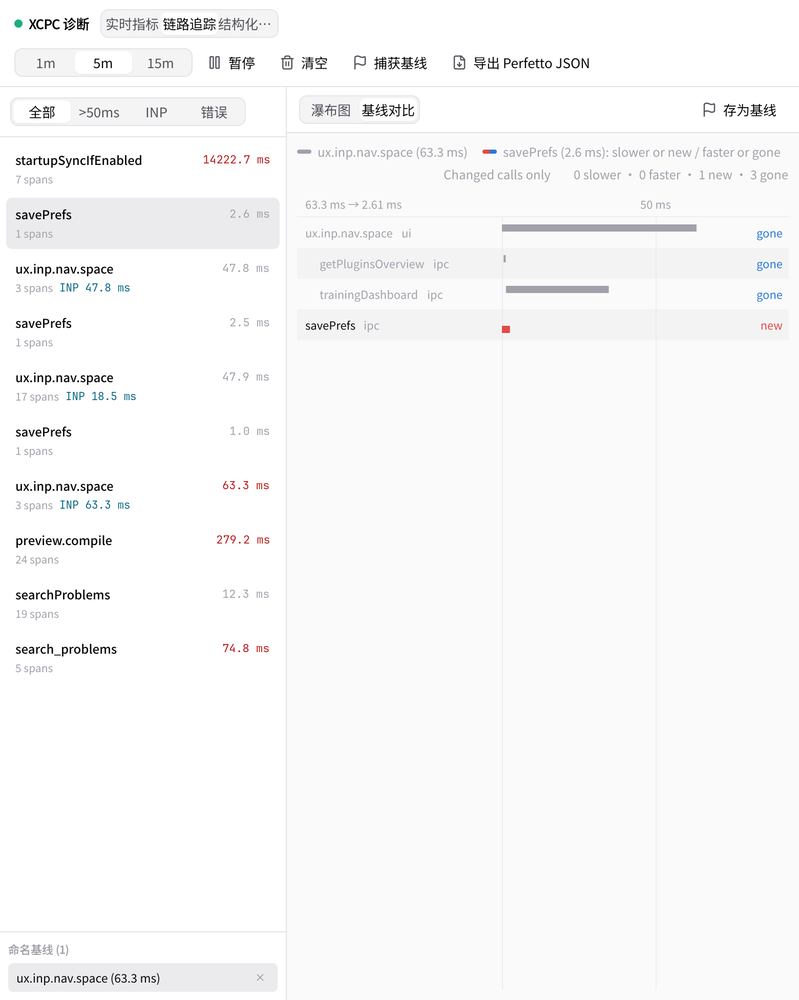 XCPC 诊断 实时指标 链路追踪 结构化…
1m 5m 15m 暂停 清空 捕获基线 导出 Perfetto JSON
全部 >50ms INP 错误
startupSyncIfEnabled 14222.7 ms
7 spans
savePrefs 2.6 ms
1 spans
ux.inp.nav.space 47.8 ms
3 spans INP 47.8 ms
savePrefs 2.5 ms
1 spans
ux.inp.nav.space 47.9 ms
17 spans INP 18.5 ms
savePrefs 1.0 ms
1 spans
ux.inp.nav.space 63.3 ms
3 spans INP 63.3 ms
preview.compile 279.2 ms
24 spans
searchProblems 12.3 ms
19 spans
search_problems 74.8 ms
5 spans
命名基线 (1)
ux.inp.nav.space (63.3 ms) ×
瀑布图 基线对比 存为基线
ux.inp.nav.space (63.3 ms) savePrefs (2.6 ms): slower or new / faster or gone
Changed calls only 0 slower • 0 faster • 1 new • 3 gone
63.3 ms → 2.61 ms 50 ms
ux.inp.nav.space ui gone
getPluginsOverview ipc gone
trainingDashboard ipc gone
savePrefs ipc new